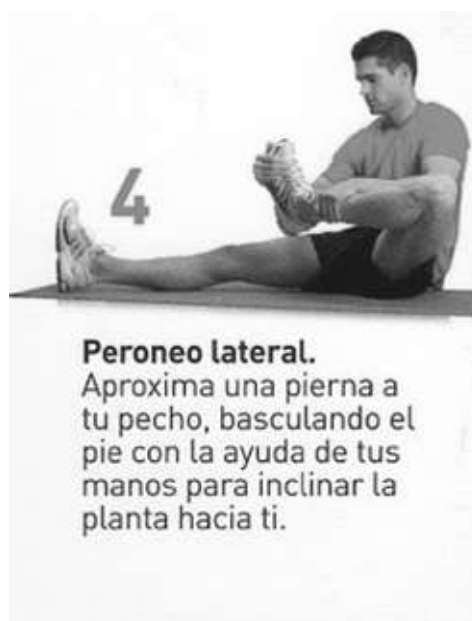 4
Peroneo lateral.
Aproxima una pierna a
tu pecho, basculando el
pie con la ayuda de tus
manos para inclinar la
planta hacia ti.